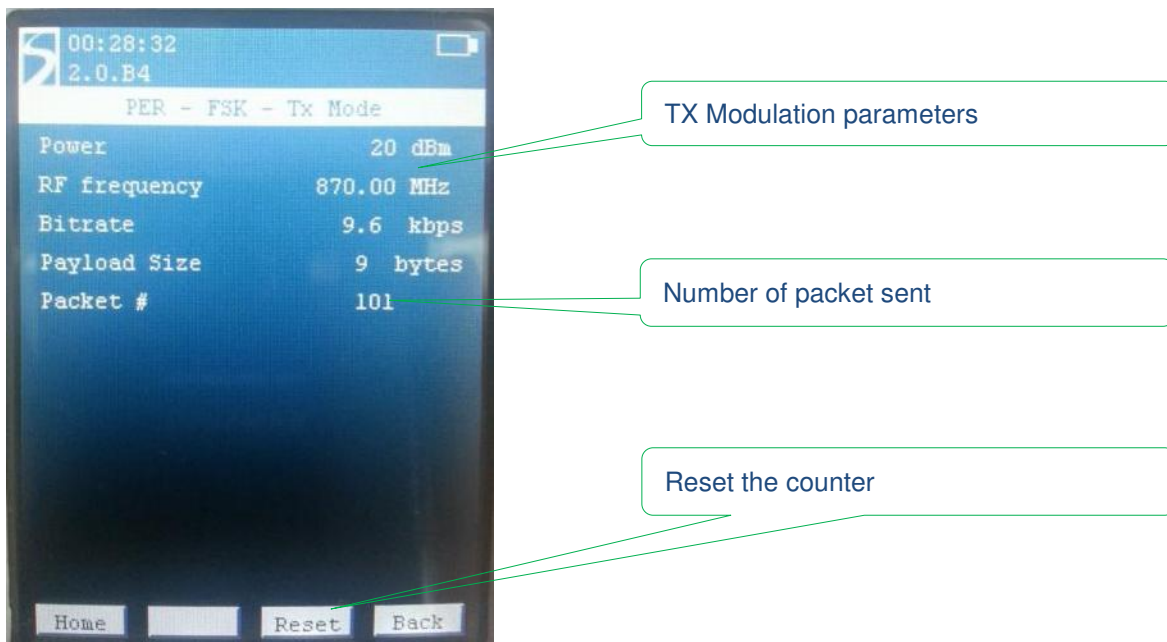 00:28:32
2.0.B4
PER - FSK - Tx Mode
Power 20 dBm
RF frequency 870.00 MHz
Bitrate 9.6 kbps
Payload Size 9 bytes
Packet # 101
Home Reset Back
TX Modulation parameters
Number of packet sent
Reset the counter